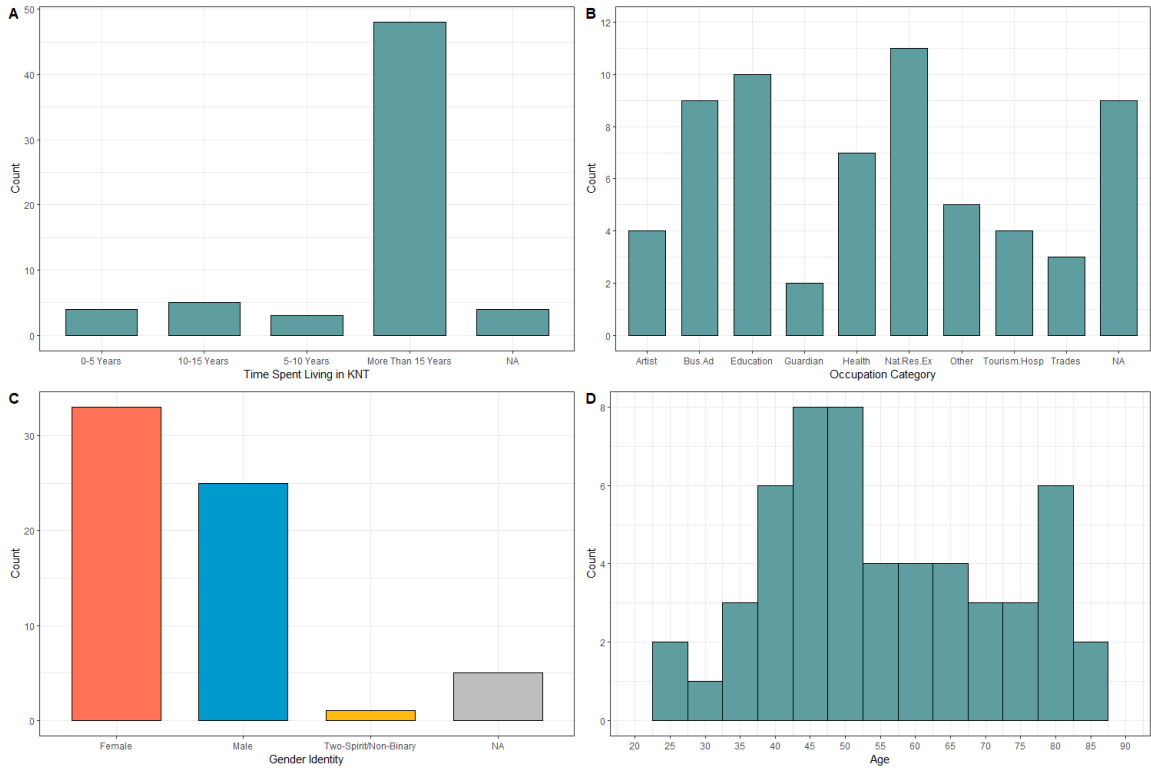 A
50
40
30
20
10
0
Count
0-5 Years 10-15 Years 5-10 Years More Than 15 Years NA
Time Spent Living in KNT
B
12
10
8
6
4
2
0
Count
Artist Bus.Ad Education Guardian Health Nat.Res.Ex Other Tourism.Hosp Trades NA
Occupation Category
C
30
20
10
0
Count
Female Male Two-Spirit/Non-Binary NA
Gender Identity
D
8
6
4
2
0
Count
20 25 30 35 40 45 50 55 60 65 70 75 80 85 90
Age